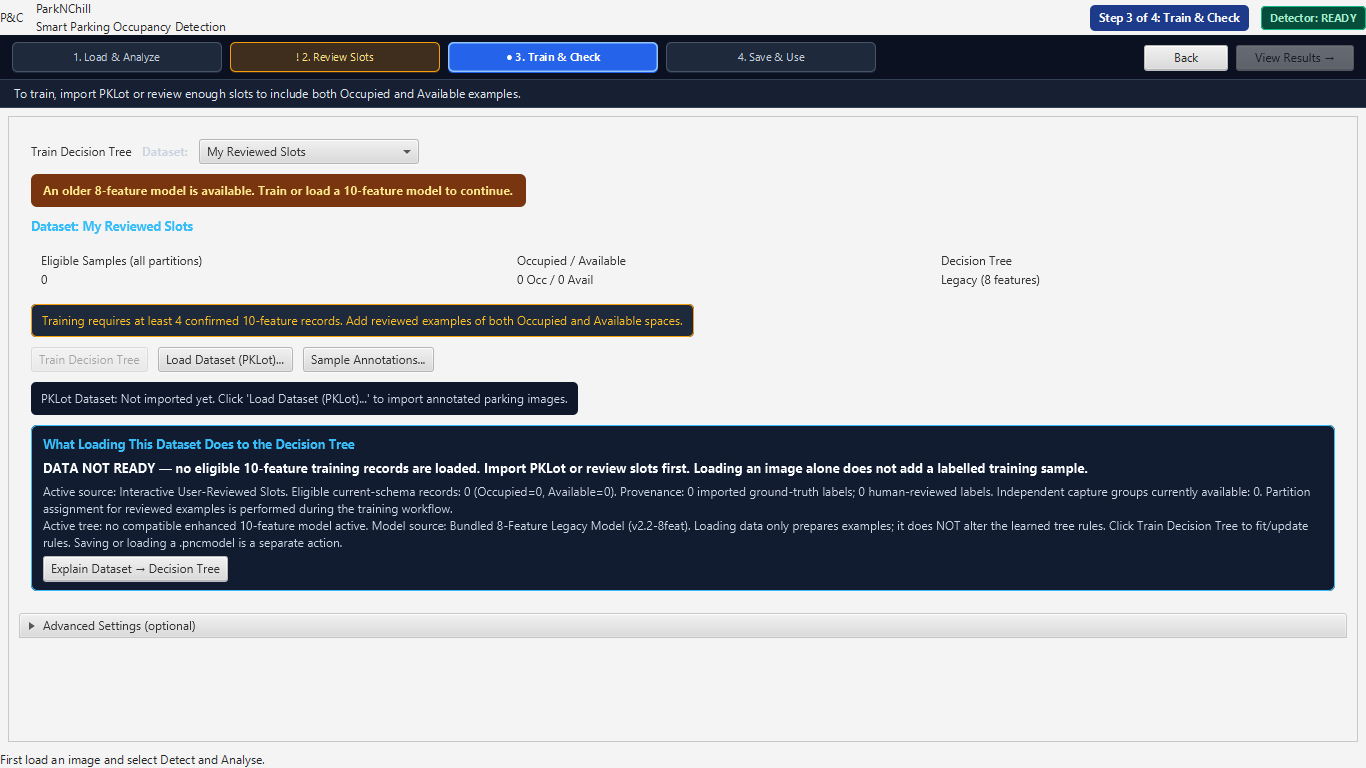 P&C
ParkNChill
Smart Parking Occupancy Detection
Step 3 of 4: Train & Check
Detector: READY
1. Load & Analyze
! 2. Review Slots
● 3. Train & Check
4. Save & Use
Back
View Results →
To train, import PKLot or review enough slots to include both Occupied and Available examples.
Train Decision Tree
Dataset:
My Reviewed Slots
An older 8-feature model is available. Train or load a 10-feature model to continue.
Dataset: My Reviewed Slots
Eligible Samples (all partitions)
0
Occupied / Available
0 Occ / 0 Avail
Decision Tree
Legacy (8 features)
Training requires at least 4 confirmed 10-feature records. Add reviewed examples of both Occupied and Available spaces.
Train Decision Tree
Load Dataset (PKLot)...
Sample Annotations...
PKLot Dataset: Not imported yet. Click 'Load Dataset (PKLot)...' to import annotated parking images.
What Loading This Dataset Does to the Decision Tree
DATA NOT READY — no eligible 10-feature training records are loaded. Import PKLot or review slots first. Loading an image alone does not add a labelled training sample.
Active source: Interactive User-Reviewed Slots. Eligible current-schema records: 0 (Occupied=0, Available=0). Provenance: 0 imported ground-truth labels; 0 human-reviewed labels. Independent capture groups currently available: 0. Partition
assignment for reviewed examples is performed during the training workflow.
Active tree: no compatible enhanced 10-feature model active. Model source: Bundled 8-Feature Legacy Model (v2.2-8feat). Loading data only prepares examples; it does NOT alter the learned tree rules. Click Train Decision Tree to fit/update
rules. Saving or loading a .pncmodel is a separate action.
Explain Dataset → Decision Tree
Advanced Settings (optional)
First load an image and select Detect and Analyse.